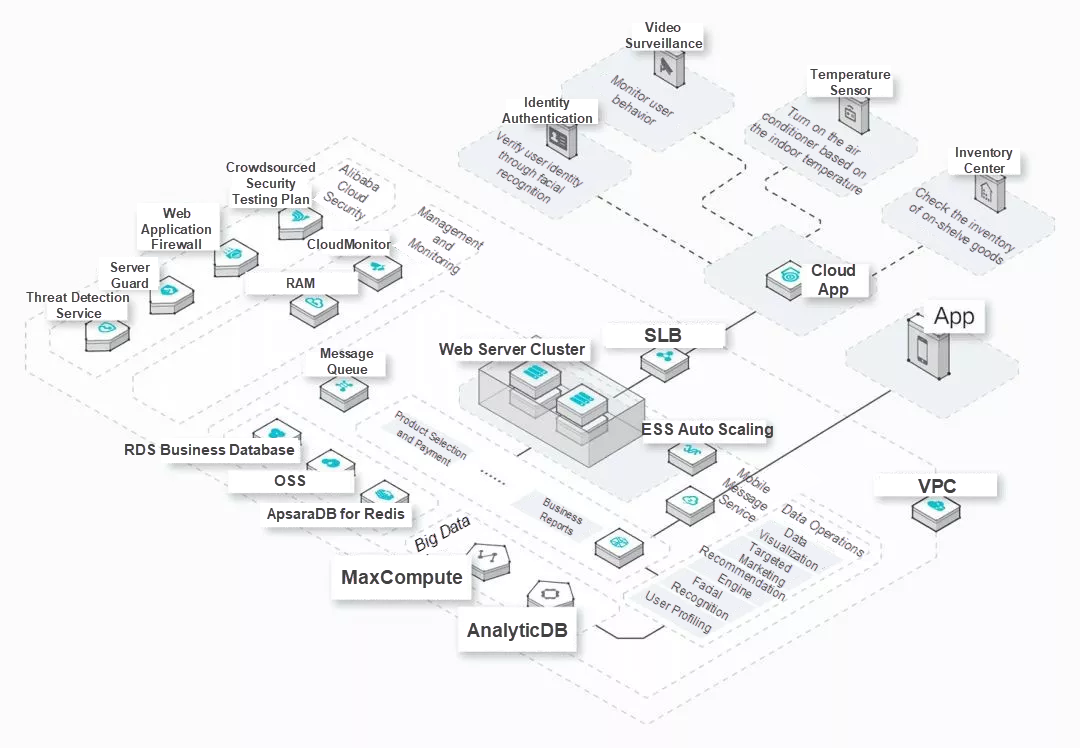 Video
Surveillance
Monitor user
behavior
Temperature
Sensor
Turn on the air
conditioner based on
the indoor temperature
Identity
Authentication
Verify user identity
through facial
recognition
Inventory
Center
Check the inventory
of on-shelve goods
Crowdsourced
Security
Testing Plan
Alibaba
Cloud
Security
Web
Application
Firewall
Management
and
Monitoring
CloudMonitor
Server
Guard
RAM
Threat Detection
Service
Cloud
App
App
SLB
Web Server Cluster
Message
Queue
Product Selection
and Payment
ESS Auto Scaling
RDS Business Database
OSS
ApsaraDB for Redis
Mobile
Message
Service
VPC
Business
Reports
Big Data
Data Operations
Data
Visualization
Targeted
Marketing
Recommendation
Engine
Facial
Recognition
User Profiling
MaxCompute
AnalyticDB